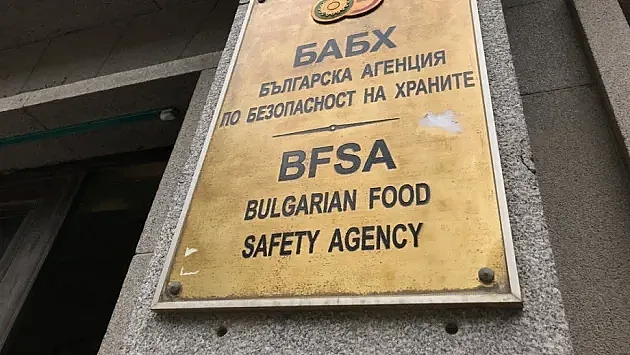 БАБХ
БЪЛГАРСКА АГЕНЦИЯ
ПО БЕЗОПАСНОСТ НА ХРАНИТЕ
BFSA
BULGARIAN FOOD
SAFETY AGENCY